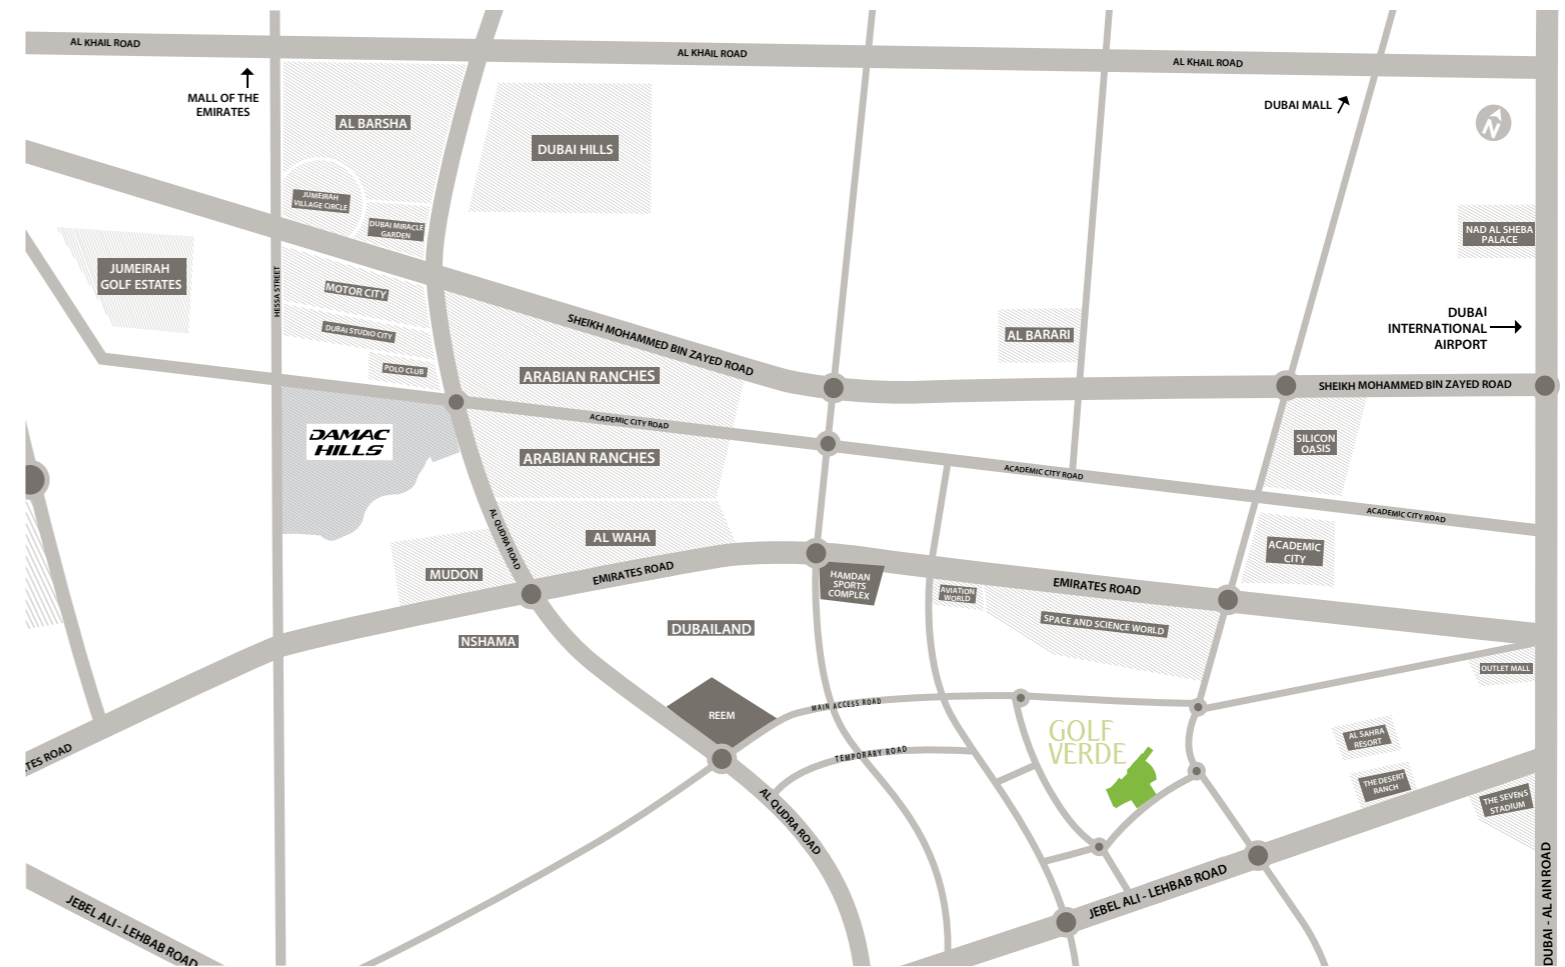 AL KHAIL ROAD
AL KHAIL ROAD
AL KHAIL ROAD
MALL OF THE
EMIRATES
DUBAI MALL
N
AL BARSHA
DUBAI HILLS
JUMEIRAH
VILLAGE CIRCLE
DUBAI MIRACLE
GARDEN
NAD AL SHEBA
PALACE
JUMEIRAH
GOLF ESTATES
HESSA STREET
MOTOR CITY
DUBAI STUDIO CITY
POLO CLUB
SHEIKH MOHAMMED BIN ZAYED ROAD
AL BARARI
DUBAI
INTERNATIONAL
AIRPORT
ARABIAN RANCHES
SHEIKH MOHAMMED BIN ZAYED ROAD
ACADEMIC CITY ROAD
DAMAC
HILLS
ARABIAN RANCHES
SILICON
OASIS
ACADEMIC CITY ROAD
ACADEMIC CITY ROAD
AL QUDRA ROAD
AL WAHA
ACADEMIC
CITY
MUDON
EMIRATES ROAD
HAMDAN
SPORTS
COMPLEX
AVIATION
WORLD
EMIRATES ROAD
SPACE AND SCIENCE WORLD
NSHAMA
DUBAILAND
OUTLET MALL
REEM
MAIN ACCESS ROAD
GOLF
VERDE
TEMPORARY ROAD
AL SAHRA
RESORT
TES ROAD
THE DESERT
RANCH
THE SEVENS
STADIUM
AL QUDRA ROAD
JEBEL ALI - LEHBAB ROAD
JEBEL ALI - LEHBAB ROAD
DUBAI - AL AIN ROAD